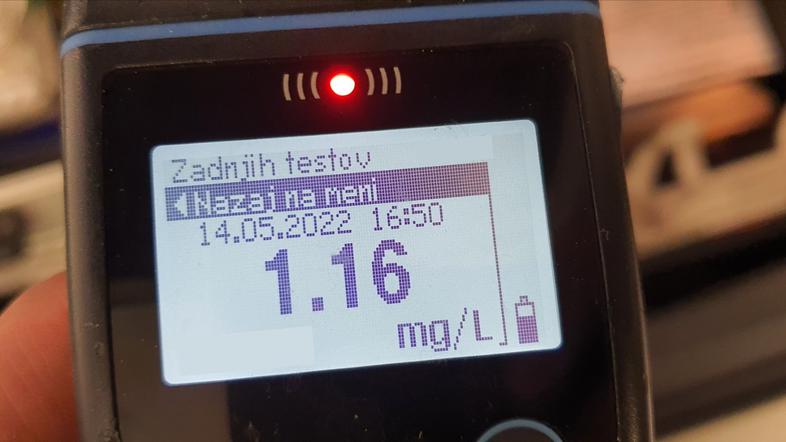 Zadnjih testov
Nazaj na meni
14.05.2022 16:50
1.16
mg/L